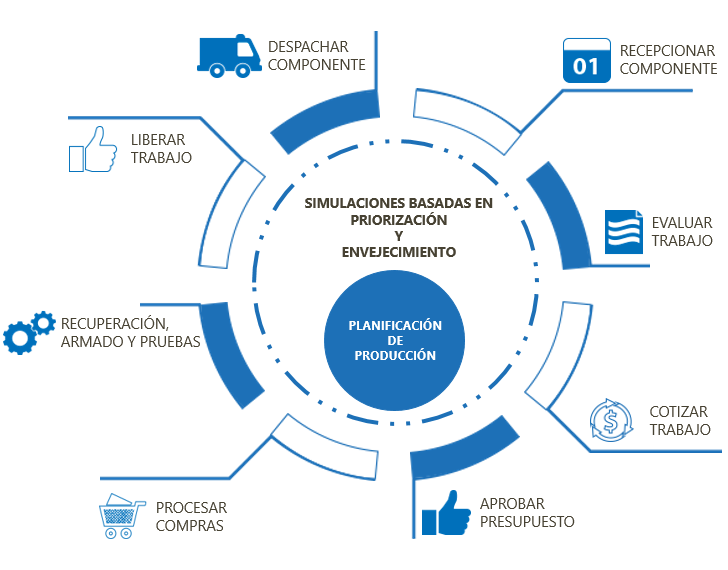 DESPACHAR
COMPONENTE
01
RECEPCIONAR
COMPONENTE
LIBERAR
TRABAJO
SIMULACIONES BASADAS EN
PRIORIZACIÓN
Y
ENVEJECIMIENTO
EVALUAR
TRABAJO
PLANIFICACIÓN
DE
PRODUCCIÓN
RECUPERACIÓN,
ARMADO Y PRUEBAS
$
COTIZAR
TRABAJO
PROCESAR
COMPRAS
APROBAR
PRESUPUESTO